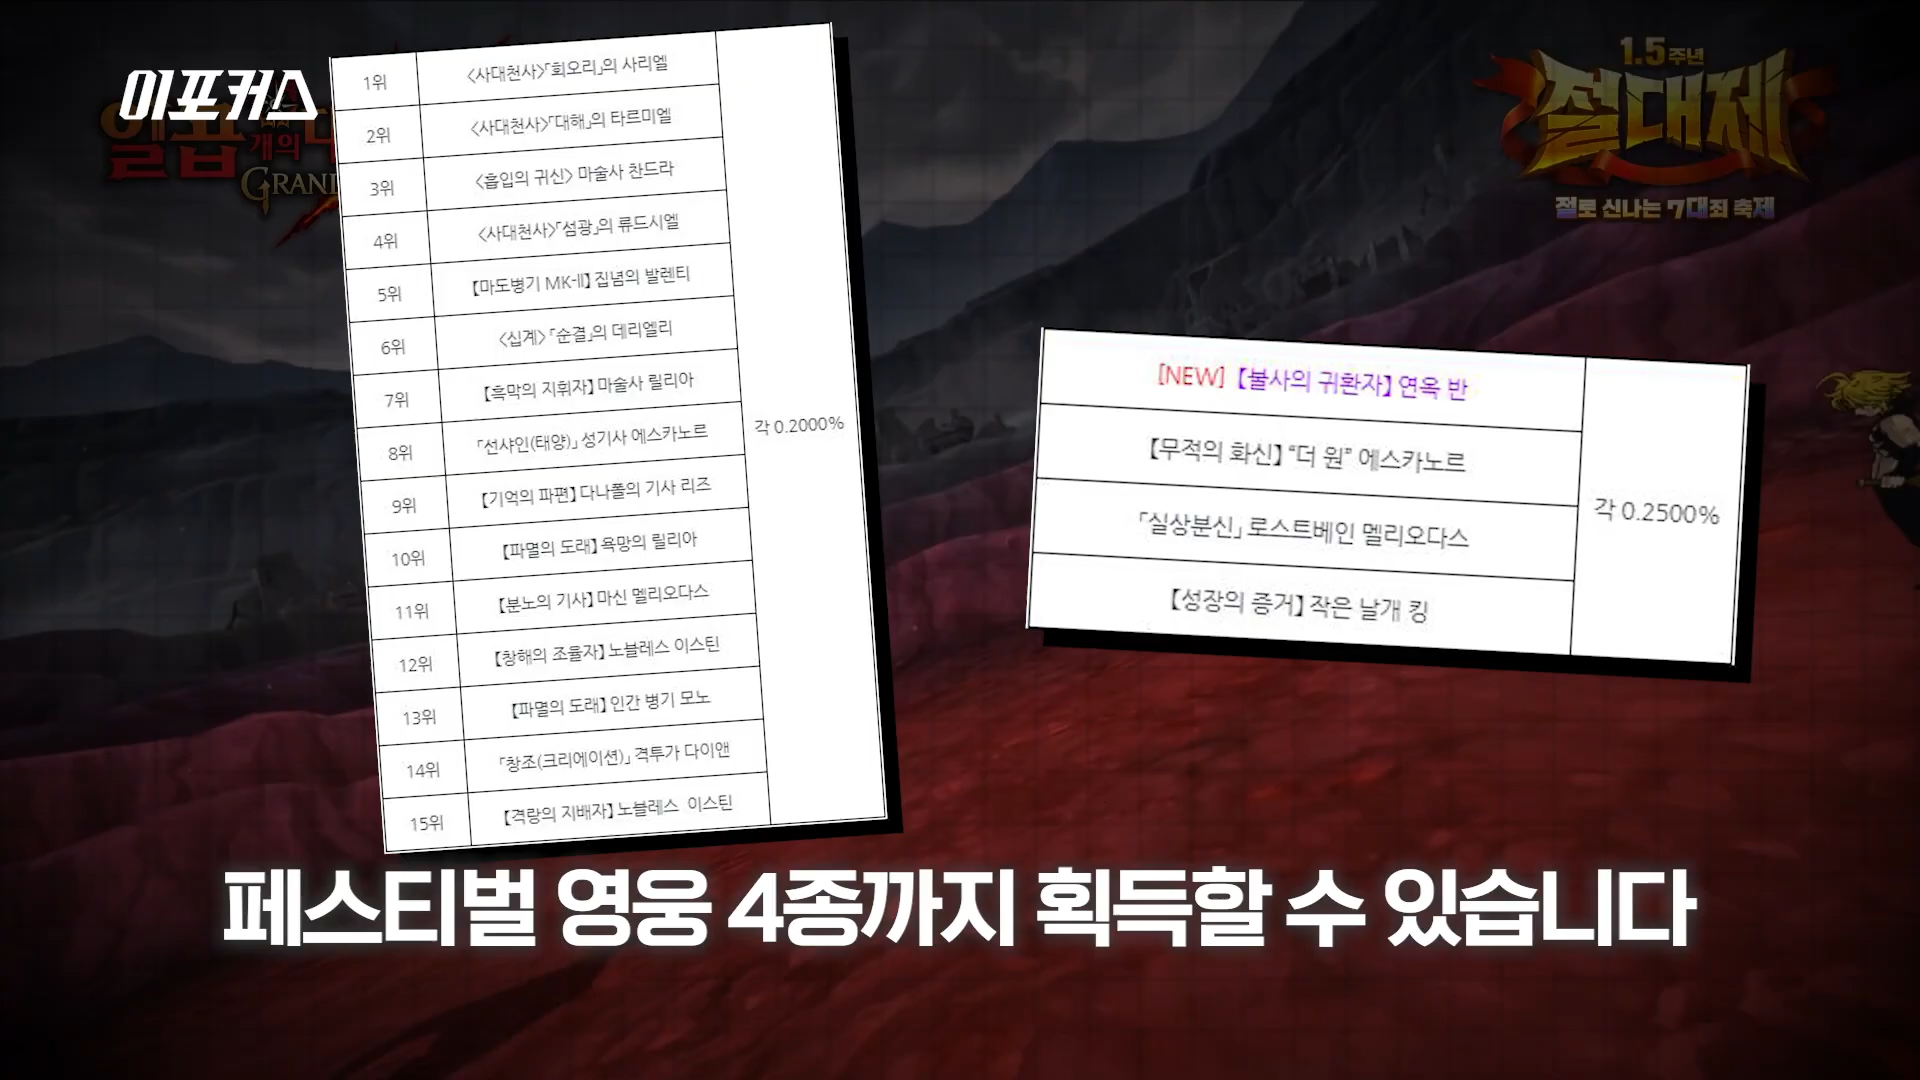 이포커스
일곱 개의 대
GRAND
1.5주년
절대제
절로 신나는 7대죄 축제
1위 <사대천사>「회오리」의 사리엘
2위 <사대천사>「대해」의 타르미엘
3위 <흡입의 귀신> 마술사 찬드라
4위 <사대천사>「섬광」의 류드시엘
5위 【마도병기 MK-II】 집념의 발렌티
6위 <십계>「순결」의 데리엘리
7위 【흑막의 지휘자】 마술사 릴리아
8위 「선샤인(태양)」 성기사 에스카노르
9위 【기억의 파편】 다나폴의 기사 리즈
10위 【파멸의 도래】 욕망의 릴리아
11위 【분노의 기사】 마신 멜리오다스
12위 【창해의 조율자】 노블레스 이스틴
13위 【파멸의 도래】 인간 병기 모노
14위 「창조(크리에이션)」 격투가 다이앤
15위 【격랑의 지배자】 노블레스 이스틴
각 0.2000%
[NEW] 【불사의 귀환자】 연옥 반
【무적의 화신】 “더 원” 에스카노르
「실상분신」 로스트베인 멜리오다스
【성장의 증거】 작은 날개 킹
각 0.2500%
페스티벌 영웅 4종까지 획득할 수 있습니다